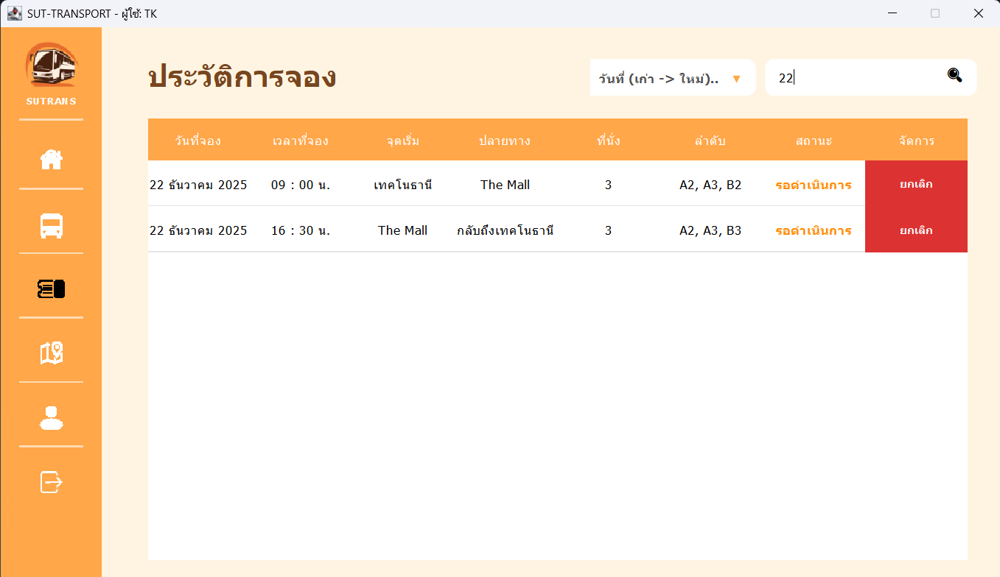 SUT-TRANSPORT - ผู้ใช้: TK
SUTRANS
ประวัติการจอง
วันที่ (เก่า -> ใหม่)..
22
วันที่จอง เวลาที่จอง จุดเริ่ม ปลายทาง ที่นั่ง ลำดับ สถานะ จัดการ
22 ธันวาคม 2025 09 : 00 น. เทคโนธานี The Mall 3 A2, A3, B2 รอดำเนินการ ยกเลิก
22 ธันวาคม 2025 16 : 30 น. The Mall กลับถึงเทคโนธานี 3 A2, A3, B3 รอดำเนินการ ยกเลิก